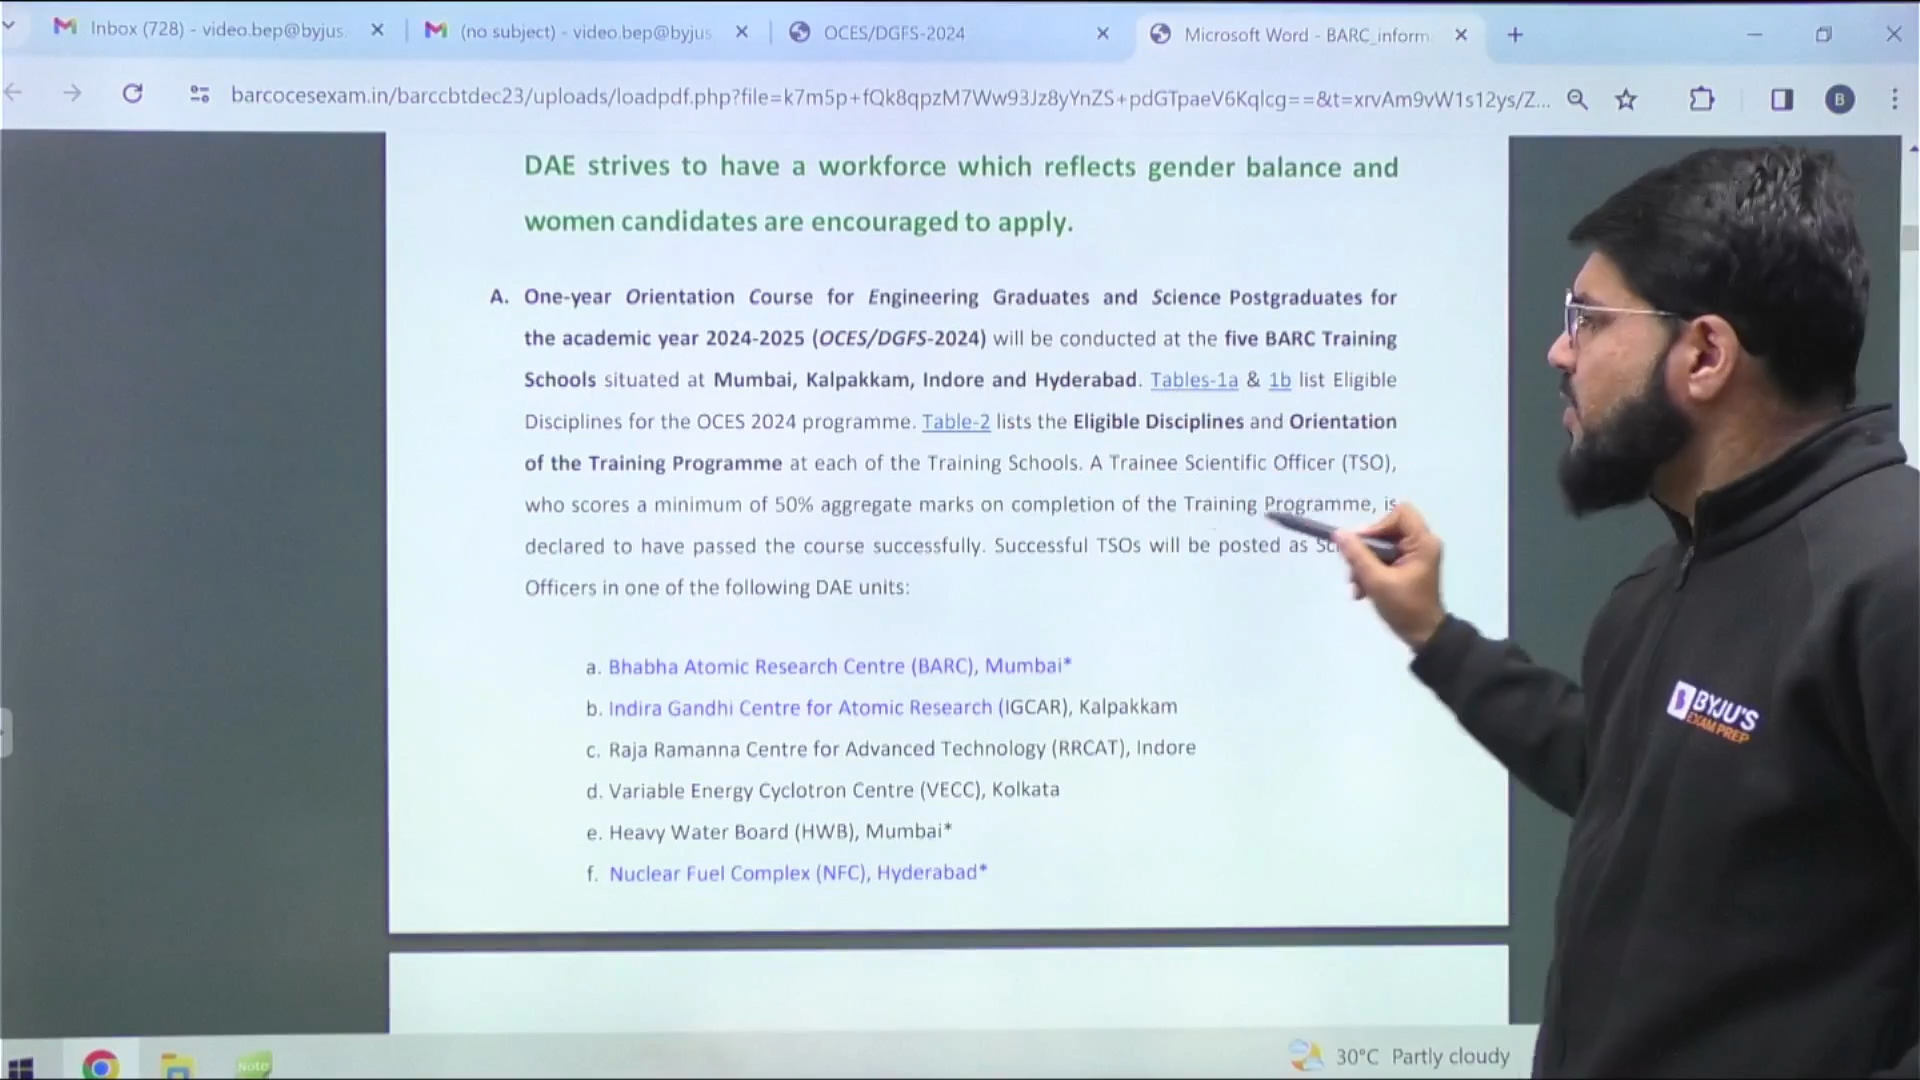 Inbox (728) - video.bep@byjus.
(no subject) - video.bep@byjus
OCES/DGFS-2024
Microsoft Word - BARC_inform
barcocesexam.in/barccbtdec23/uploads/loadpdf.php?file=k7m5p+fQk8qpzM7Ww93Jz8yYnZS+pdGTpaeV6Kqlcg==&t=xrvAm9vW1s12ys/Z...
B
DAE strives to have a workforce which reflects gender balance and
women candidates are encouraged to apply.
A. One-year Orientation Course for Engineering Graduates and Science Postgraduates for
the academic year 2024-2025 (OCES/DGFS-2024) will be conducted at the five BARC Training
Schools situated at Mumbai, Kalpakkam, Indore and Hyderabad. Tables-1a & 1b list Eligible
Disciplines for the OCES 2024 programme. Table-2 lists the Eligible Disciplines and Orientation
of the Training Programme at each of the Training Schools. A Trainee Scientific Officer (TSO),
who scores a minimum of 50% aggregate marks on completion of the Training Programme, is
declared to have passed the course successfully. Successful TSOs will be posted as
Officers in one of the following DAE units:
a. Bhabha Atomic Research Centre (BARC), Mumbai*
b. Indira Gandhi Centre for Atomic Research (IGCAR), Kalpakkam
c. Raja Ramanna Centre for Advanced Technology (RRCAT), Indore
d. Variable Energy Cyclotron Centre (VECC), Kolkata
e. Heavy Water Board (HWB), Mumbai*
f. Nuclear Fuel Complex (NFC), Hyderabad*
BYJU'S
EXAM PREP
Note
30°C Partly cloudy